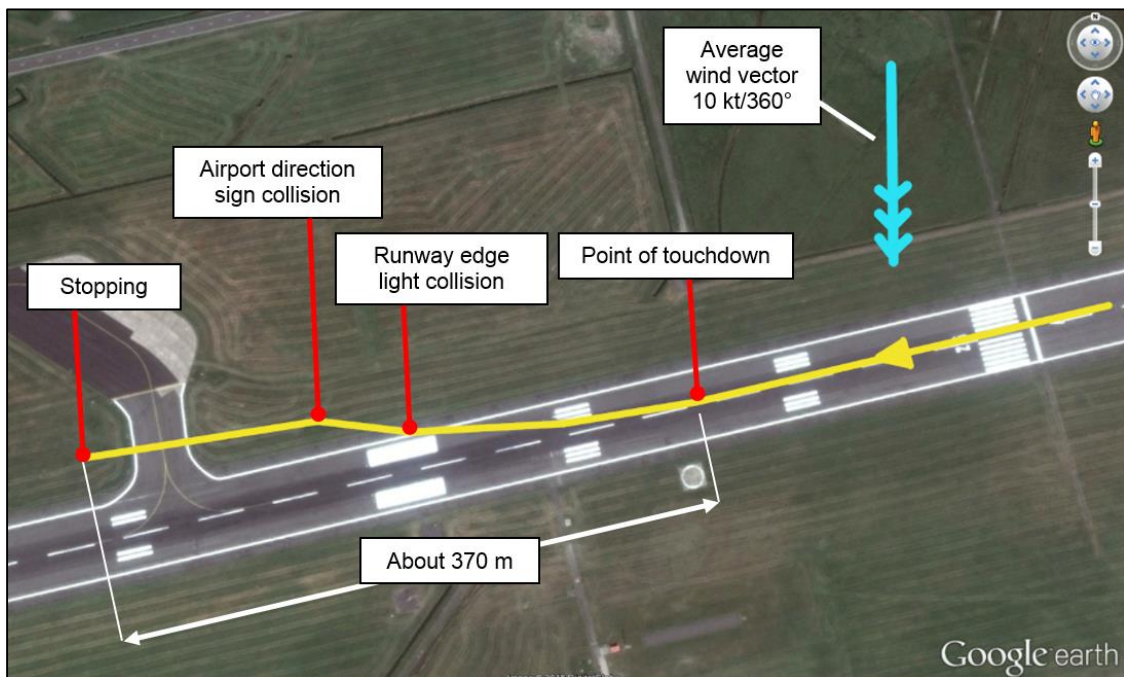 N
Average
wind vector
10 kt/360°
Airport direction
sign collision
Runway edge
light collision
Point of touchdown
Stopping
About 370 m
Google earth